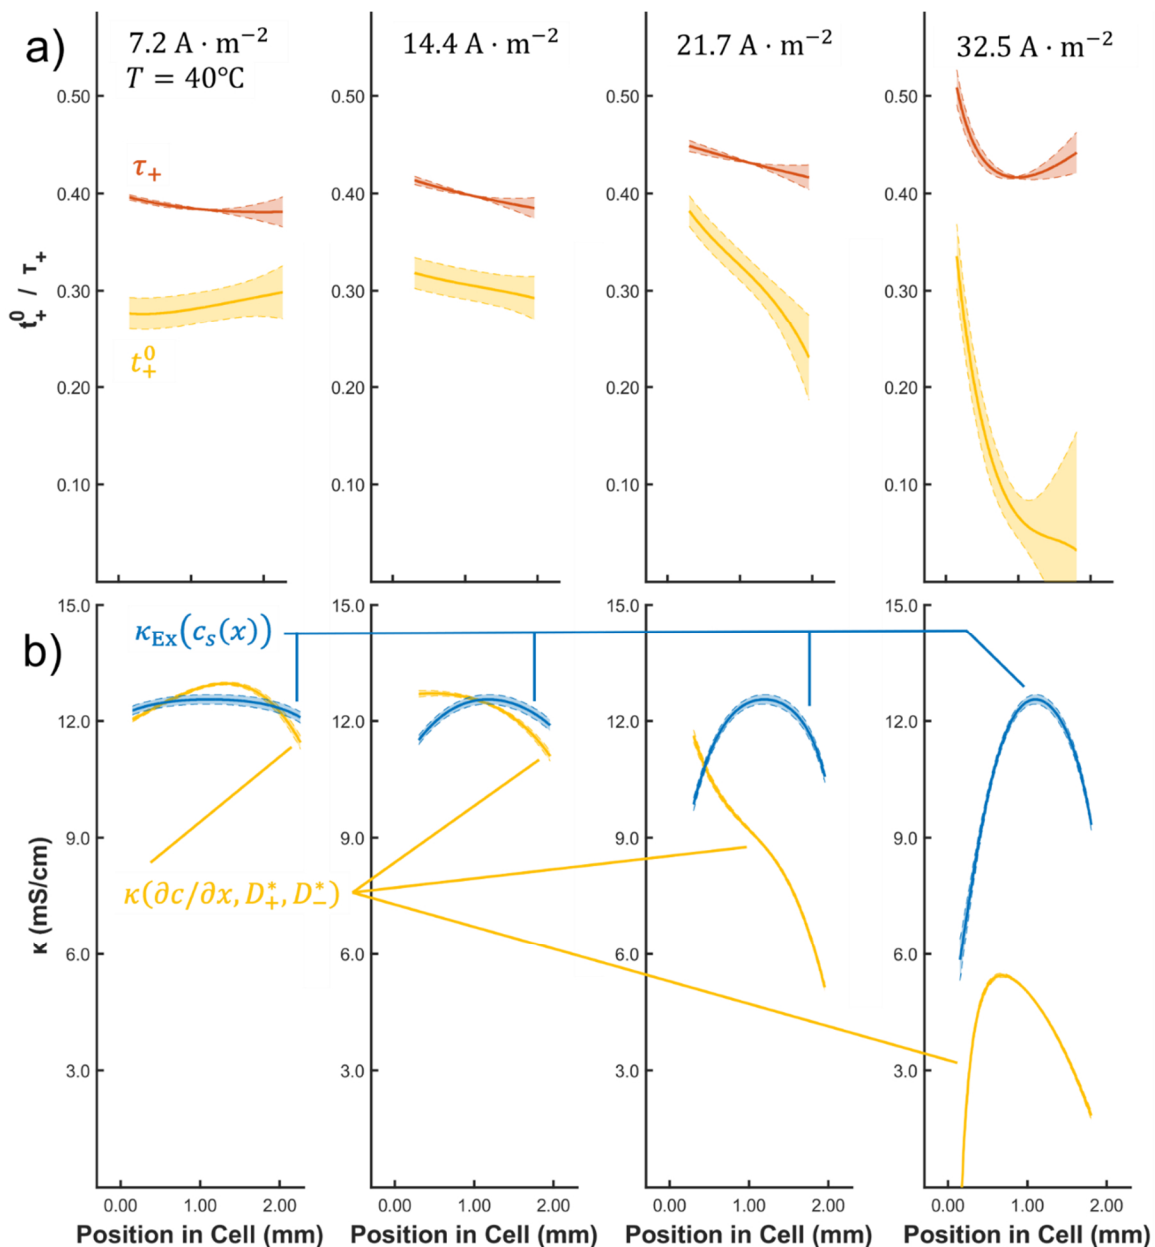 a)
7.2 A · m⁻²
T = 40℃
14.4 A · m⁻²
21.7 A · m⁻²
32.5 A · m⁻²
0.50
0.40
0.30
0.20
0.10
0.50
0.40
0.30
0.20
0.10
0.50
0.40
0.30
0.20
0.10
0.50
0.40
0.30
0.20
0.10
t₊⁰ / τ₊
τ₊
t₊⁰
b)
κ_Ex(c_s(x))
κ(∂c/∂x, D₊*, D₋*)
κ (mS/cm)
15.0
12.0
9.0
6.0
3.0
15.0
12.0
9.0
6.0
3.0
15.0
12.0
9.0
6.0
3.0
15.0
12.0
9.0
6.0
3.0
0.00 1.00 2.00
0.00 1.00 2.00
0.00 1.00 2.00
0.00 1.00 2.00
Position in Cell (mm)
Position in Cell (mm)
Position in Cell (mm)
Position in Cell (mm)